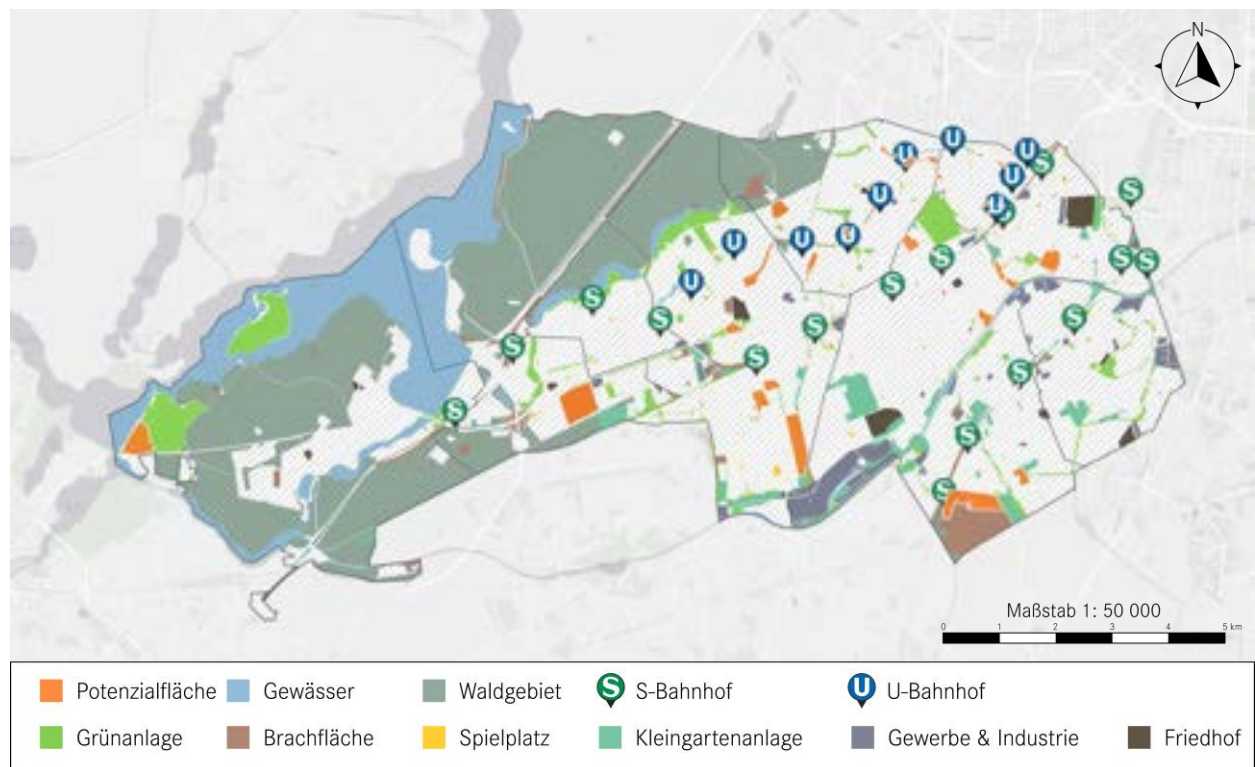 N
Maßstab 1: 50 000
0 1 2 3 4 5 km
U
U
U
U
S
S
U
U
U
S
U
U
U
S
S
S
S
U
S
S
S
S
S
S
S
S
S
S
S
Potenzialfläche Gewässer Waldgebiet S S-Bahnhof U U-Bahnhof
Grünanlage Brachfläche Spielplatz Kleingartenanlage Gewerbe & Industrie Friedhof